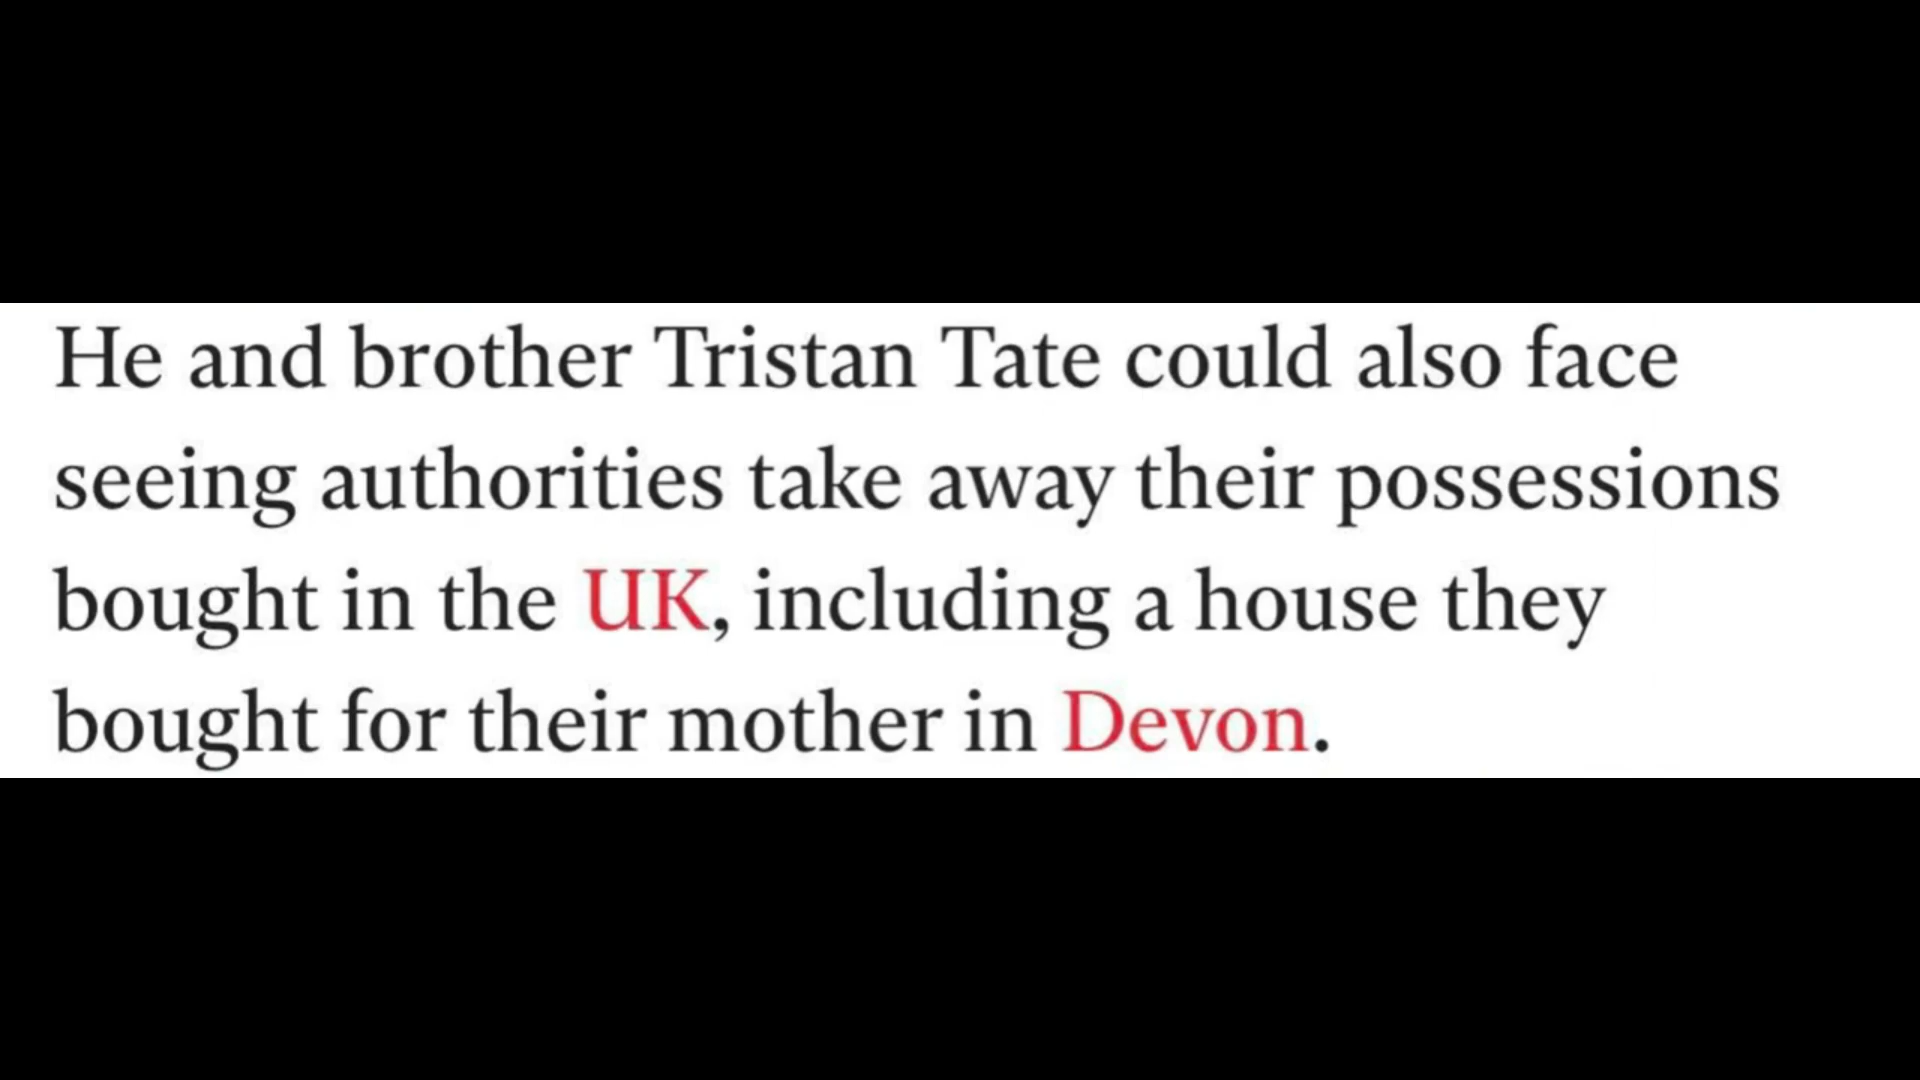 He and brother Tristan Tate could also face
seeing authorities take away their possessions
bought in the UK, including a house they
bought for their mother in Devon.